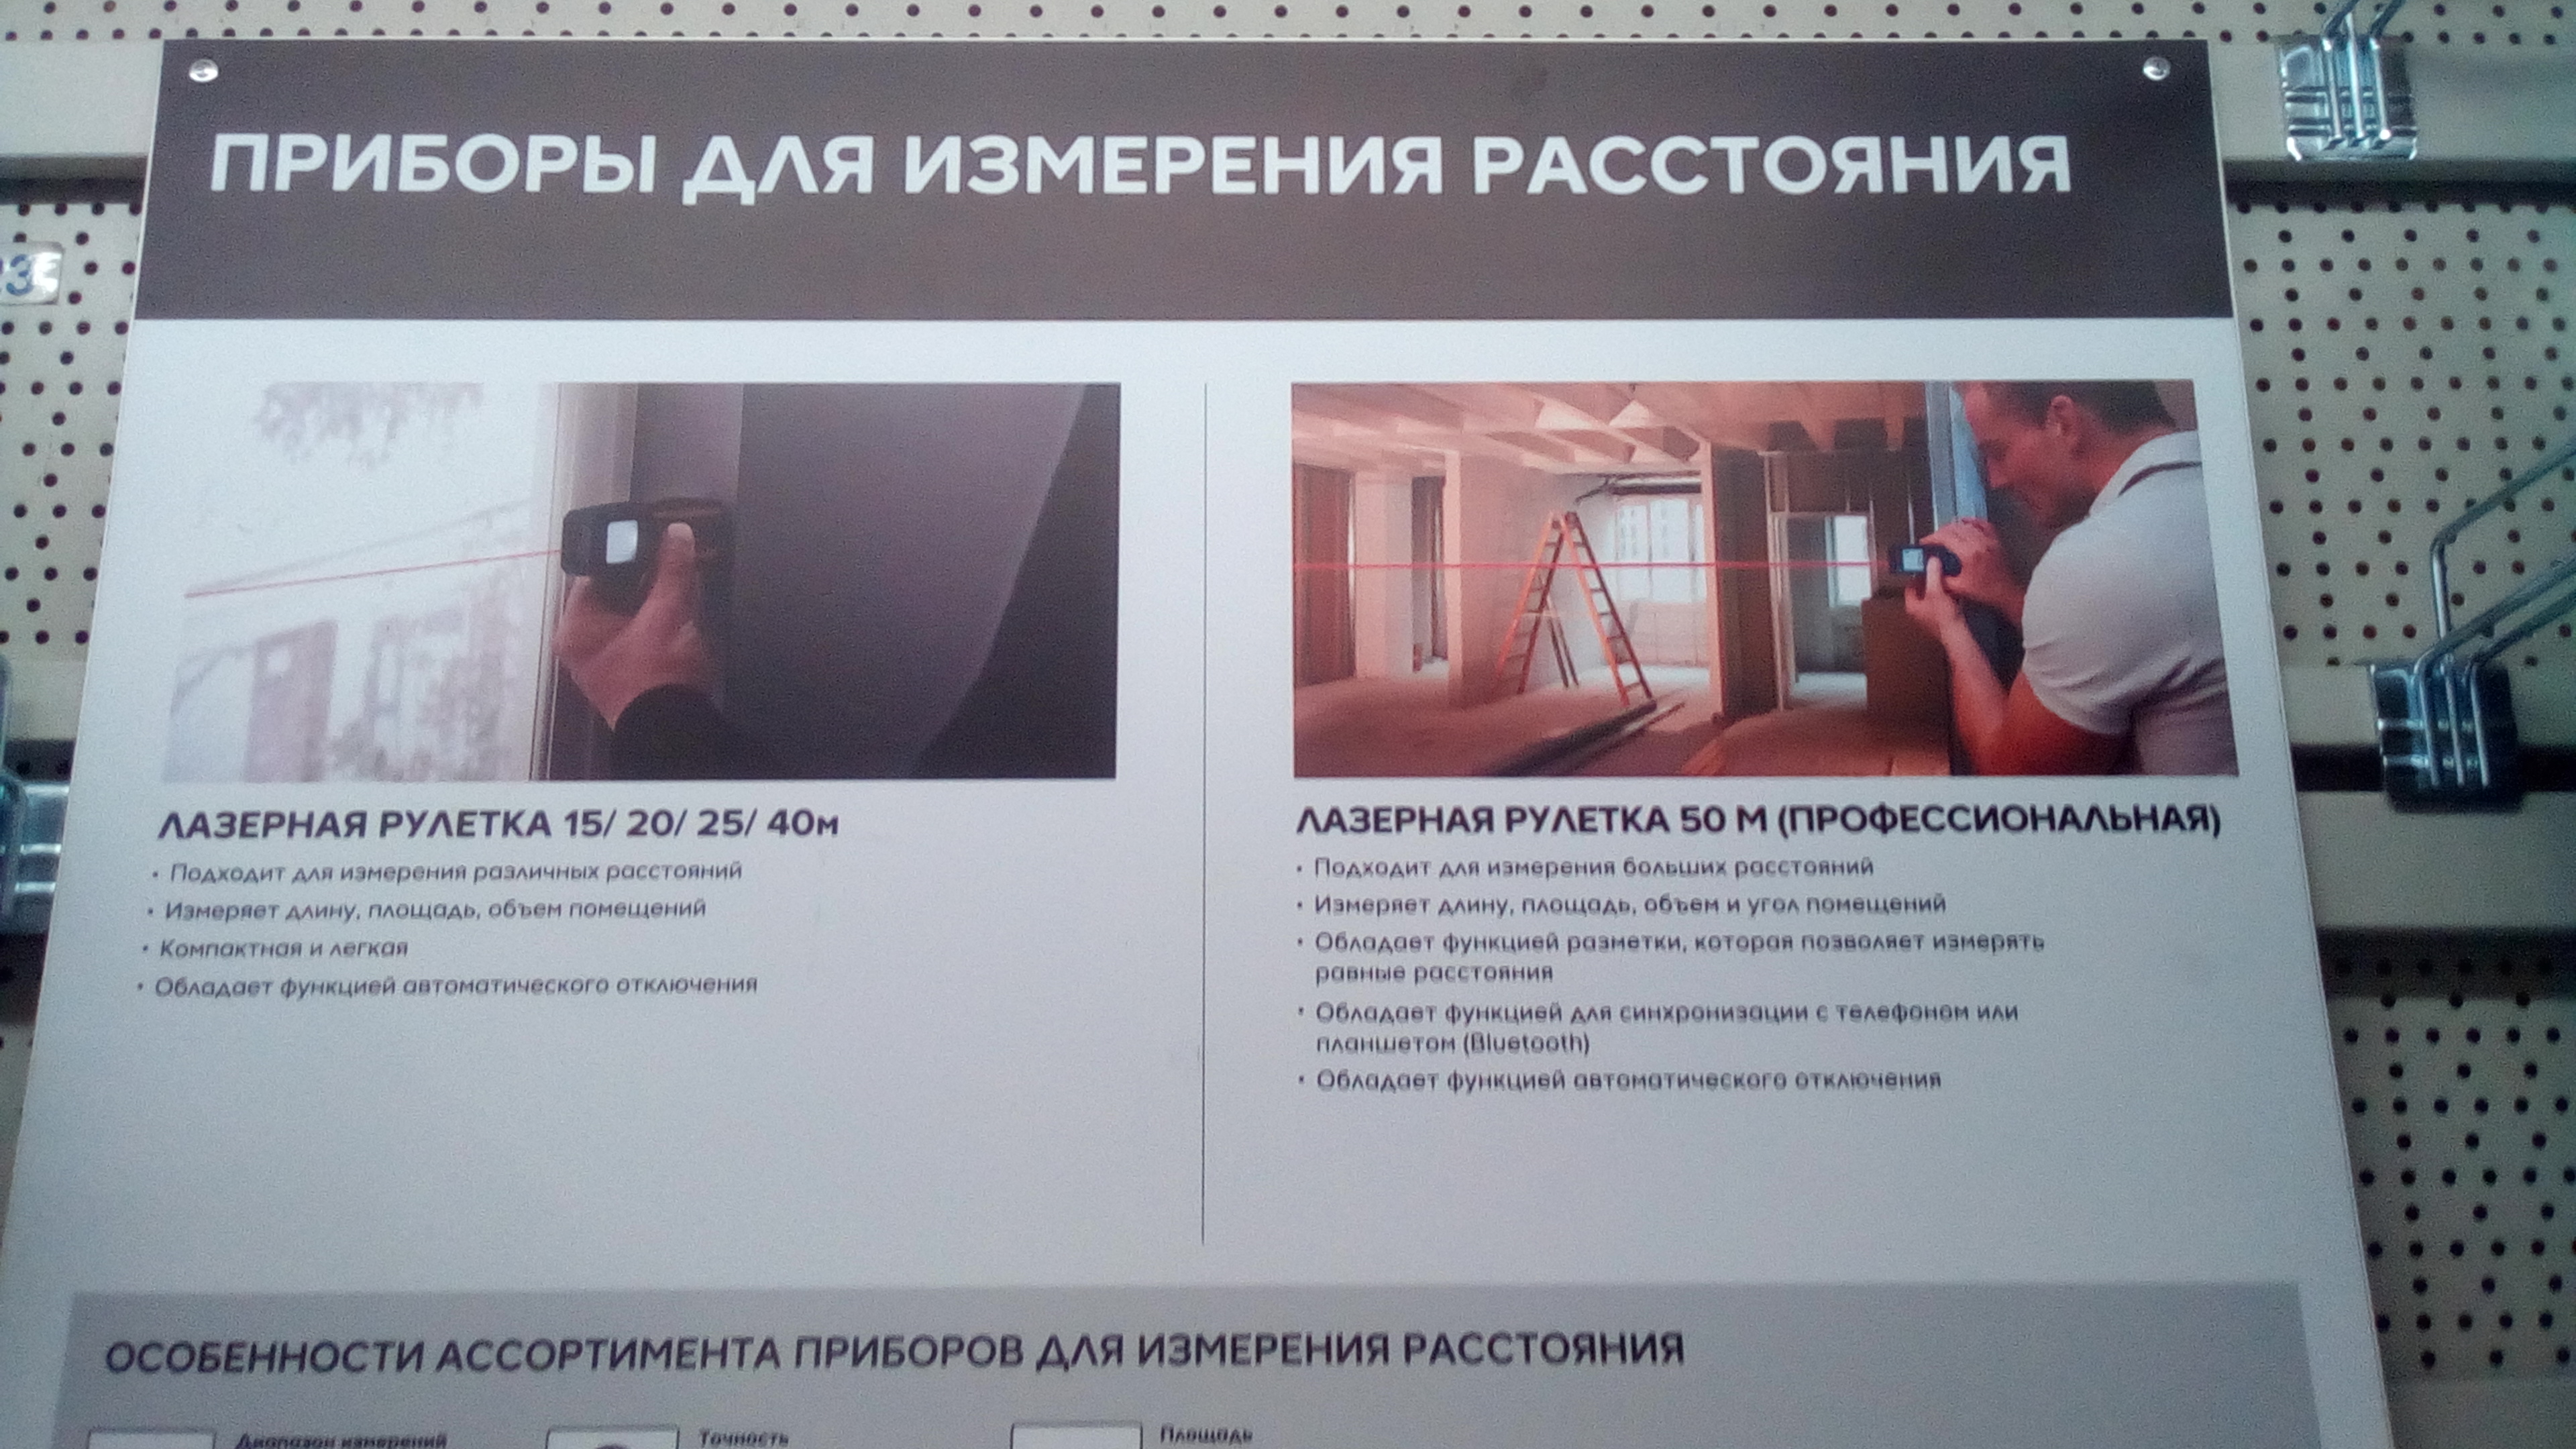 ПРИБОРЫ ДЛЯ ИЗМЕРЕНИЯ РАССТОЯНИЯ
3
ЛАЗЕРНАЯ РУЛЕТКА 15/ 20/ 25/ 40м
• Подходит для измерения различных расстояний
• Измеряет длину, площадь, объем помещений
• Компактная и легкая
• Обладает функцией автоматического отключения
ЛАЗЕРНАЯ РУЛЕТКА 50 М (ПРОФЕССИОНАЛЬНАЯ)
• Подходит для измерения больших расстояний
• Измеряет длину, площадь, объем и угол помещений
• Обладает функцией разметки, которая позволяет измерять
равные расстояния
• Обладает функцией для синхронизации с телефоном или
планшетом (Bluetooth)
• Обладает функцией автоматического отключения
ОСОБЕННОСТИ АССОРТИМЕНТА ПРИБОРОВ ДЛЯ ИЗМЕРЕНИЯ РАССТОЯНИЯ
Диапазон измерений
Точность
Площадь